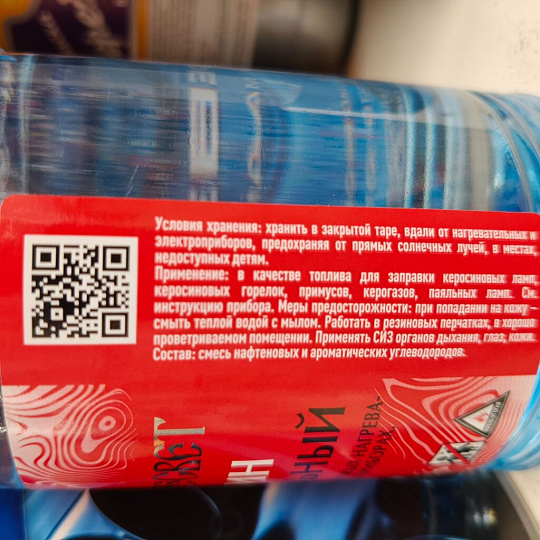 Условия хранения: хранить в закрытой таре, вдали от нагревательных и
электроприборов, предохраняя от прямых солнечных лучей, в местах,
недоступных детям.
Применение: в качестве топлива для заправки керосиновых ламп,
керосиновых горелок, примусов, керогазов, паяльных ламп. См.
инструкцию прибора. Меры предосторожности: при попадании на кожу –
смыть теплой водой с мылом. Работать в резиновых перчатках, в хорошо
проветриваемом помещении. Применять СИЗ органов дыхания, глаз, кожи.
Состав: смесь нафтеновых и ароматических углеводородов.